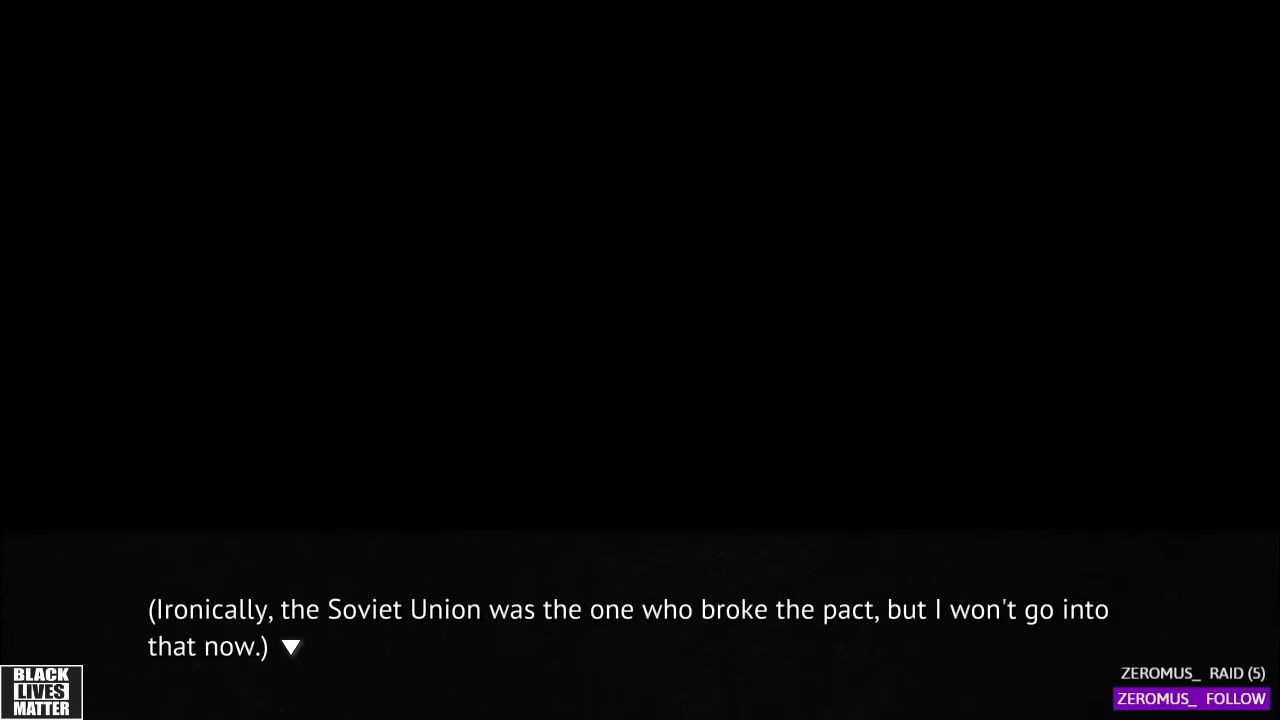 (Ironically, the Soviet Union was the one who broke the pact, but I won't go into
that now.) ▼
BLACK
LIVES
MATTER
ZEROMUS_ RAID (5)
ZEROMUS_ FOLLOW